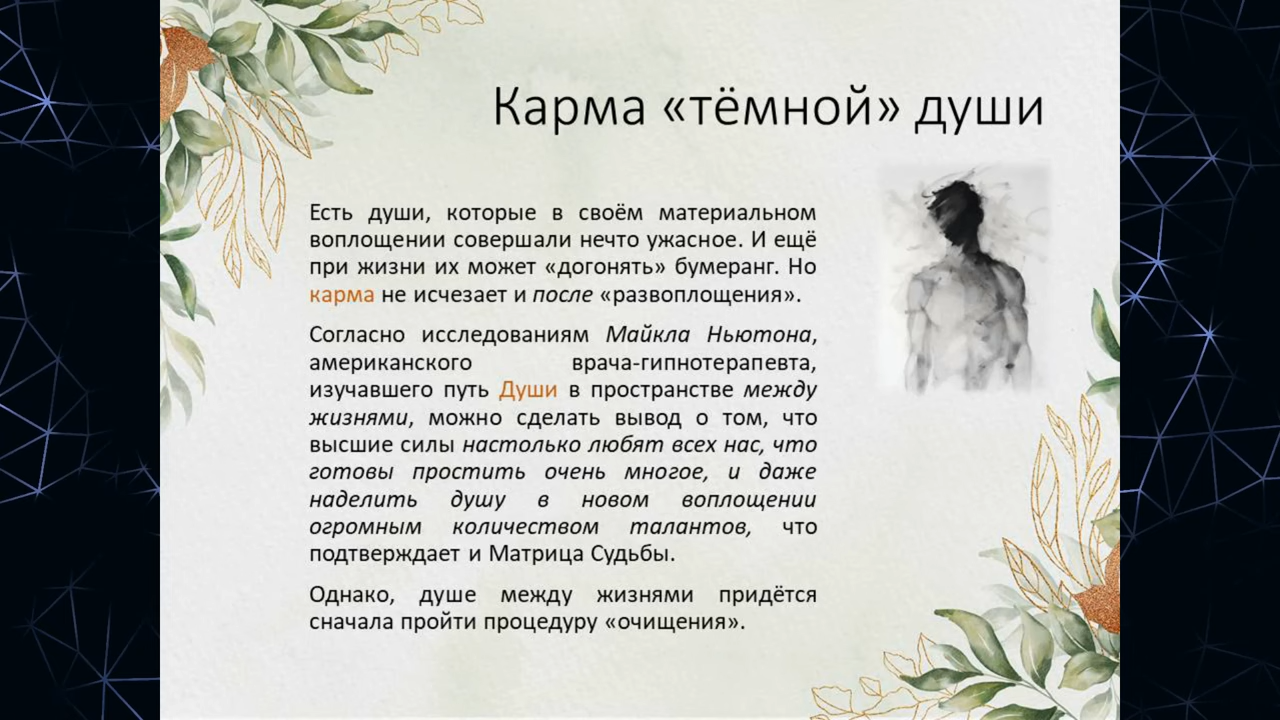 Карма «тёмной» души
Есть души, которые в своём материальном
воплощении совершали нечто ужасное. И ещё
при жизни их может «догонять» бумеранг. Но
карма не исчезает и после «развоплощения».
Согласно исследованиям Майкла Ньютона,
американского врача-гипнотерапевта,
изучавшего путь Души в пространстве между
жизнями, можно сделать вывод о том, что
высшие силы настолько любят всех нас, что
готовы простить очень многое, и даже
наделить душу в новом воплощении
огромным количеством талантов, что
подтверждает и Матрица Судьбы.
Однако, душе между жизнями придётся
сначала пройти процедуру «очищения».